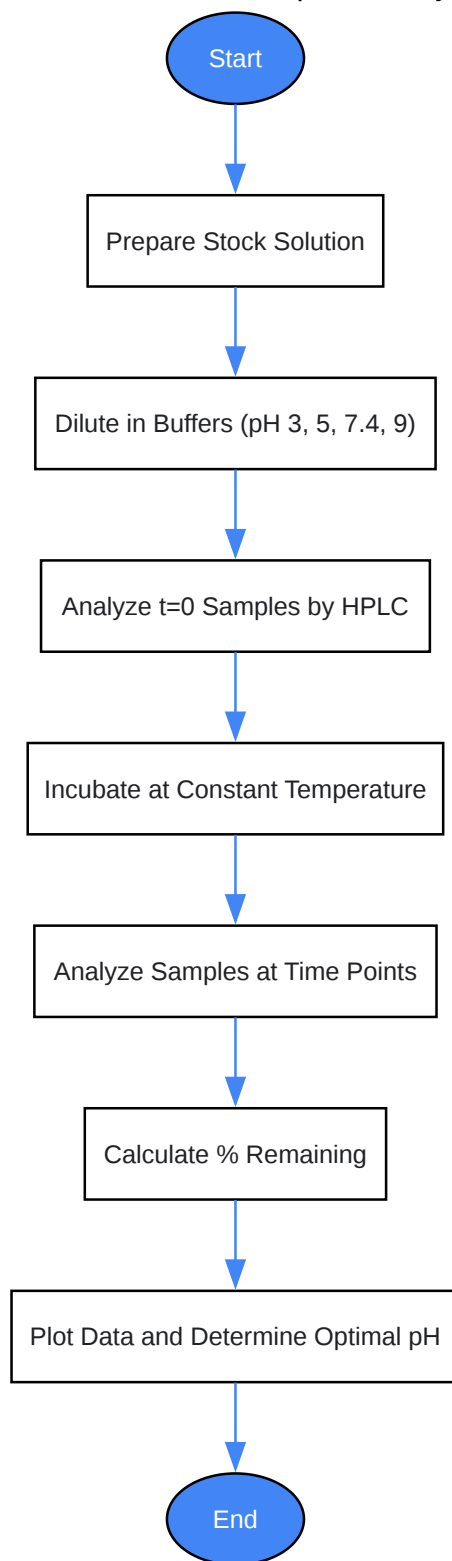 Start
Prepare Stock Solution
Dilute in Buffers (pH 3, 5, 7.4, 9)
Analyze t=0 Samples by HPLC
Incubate at Constant Temperature
Analyze Samples at Time Points
Calculate % Remaining
Plot Data and Determine Optimal pH
End